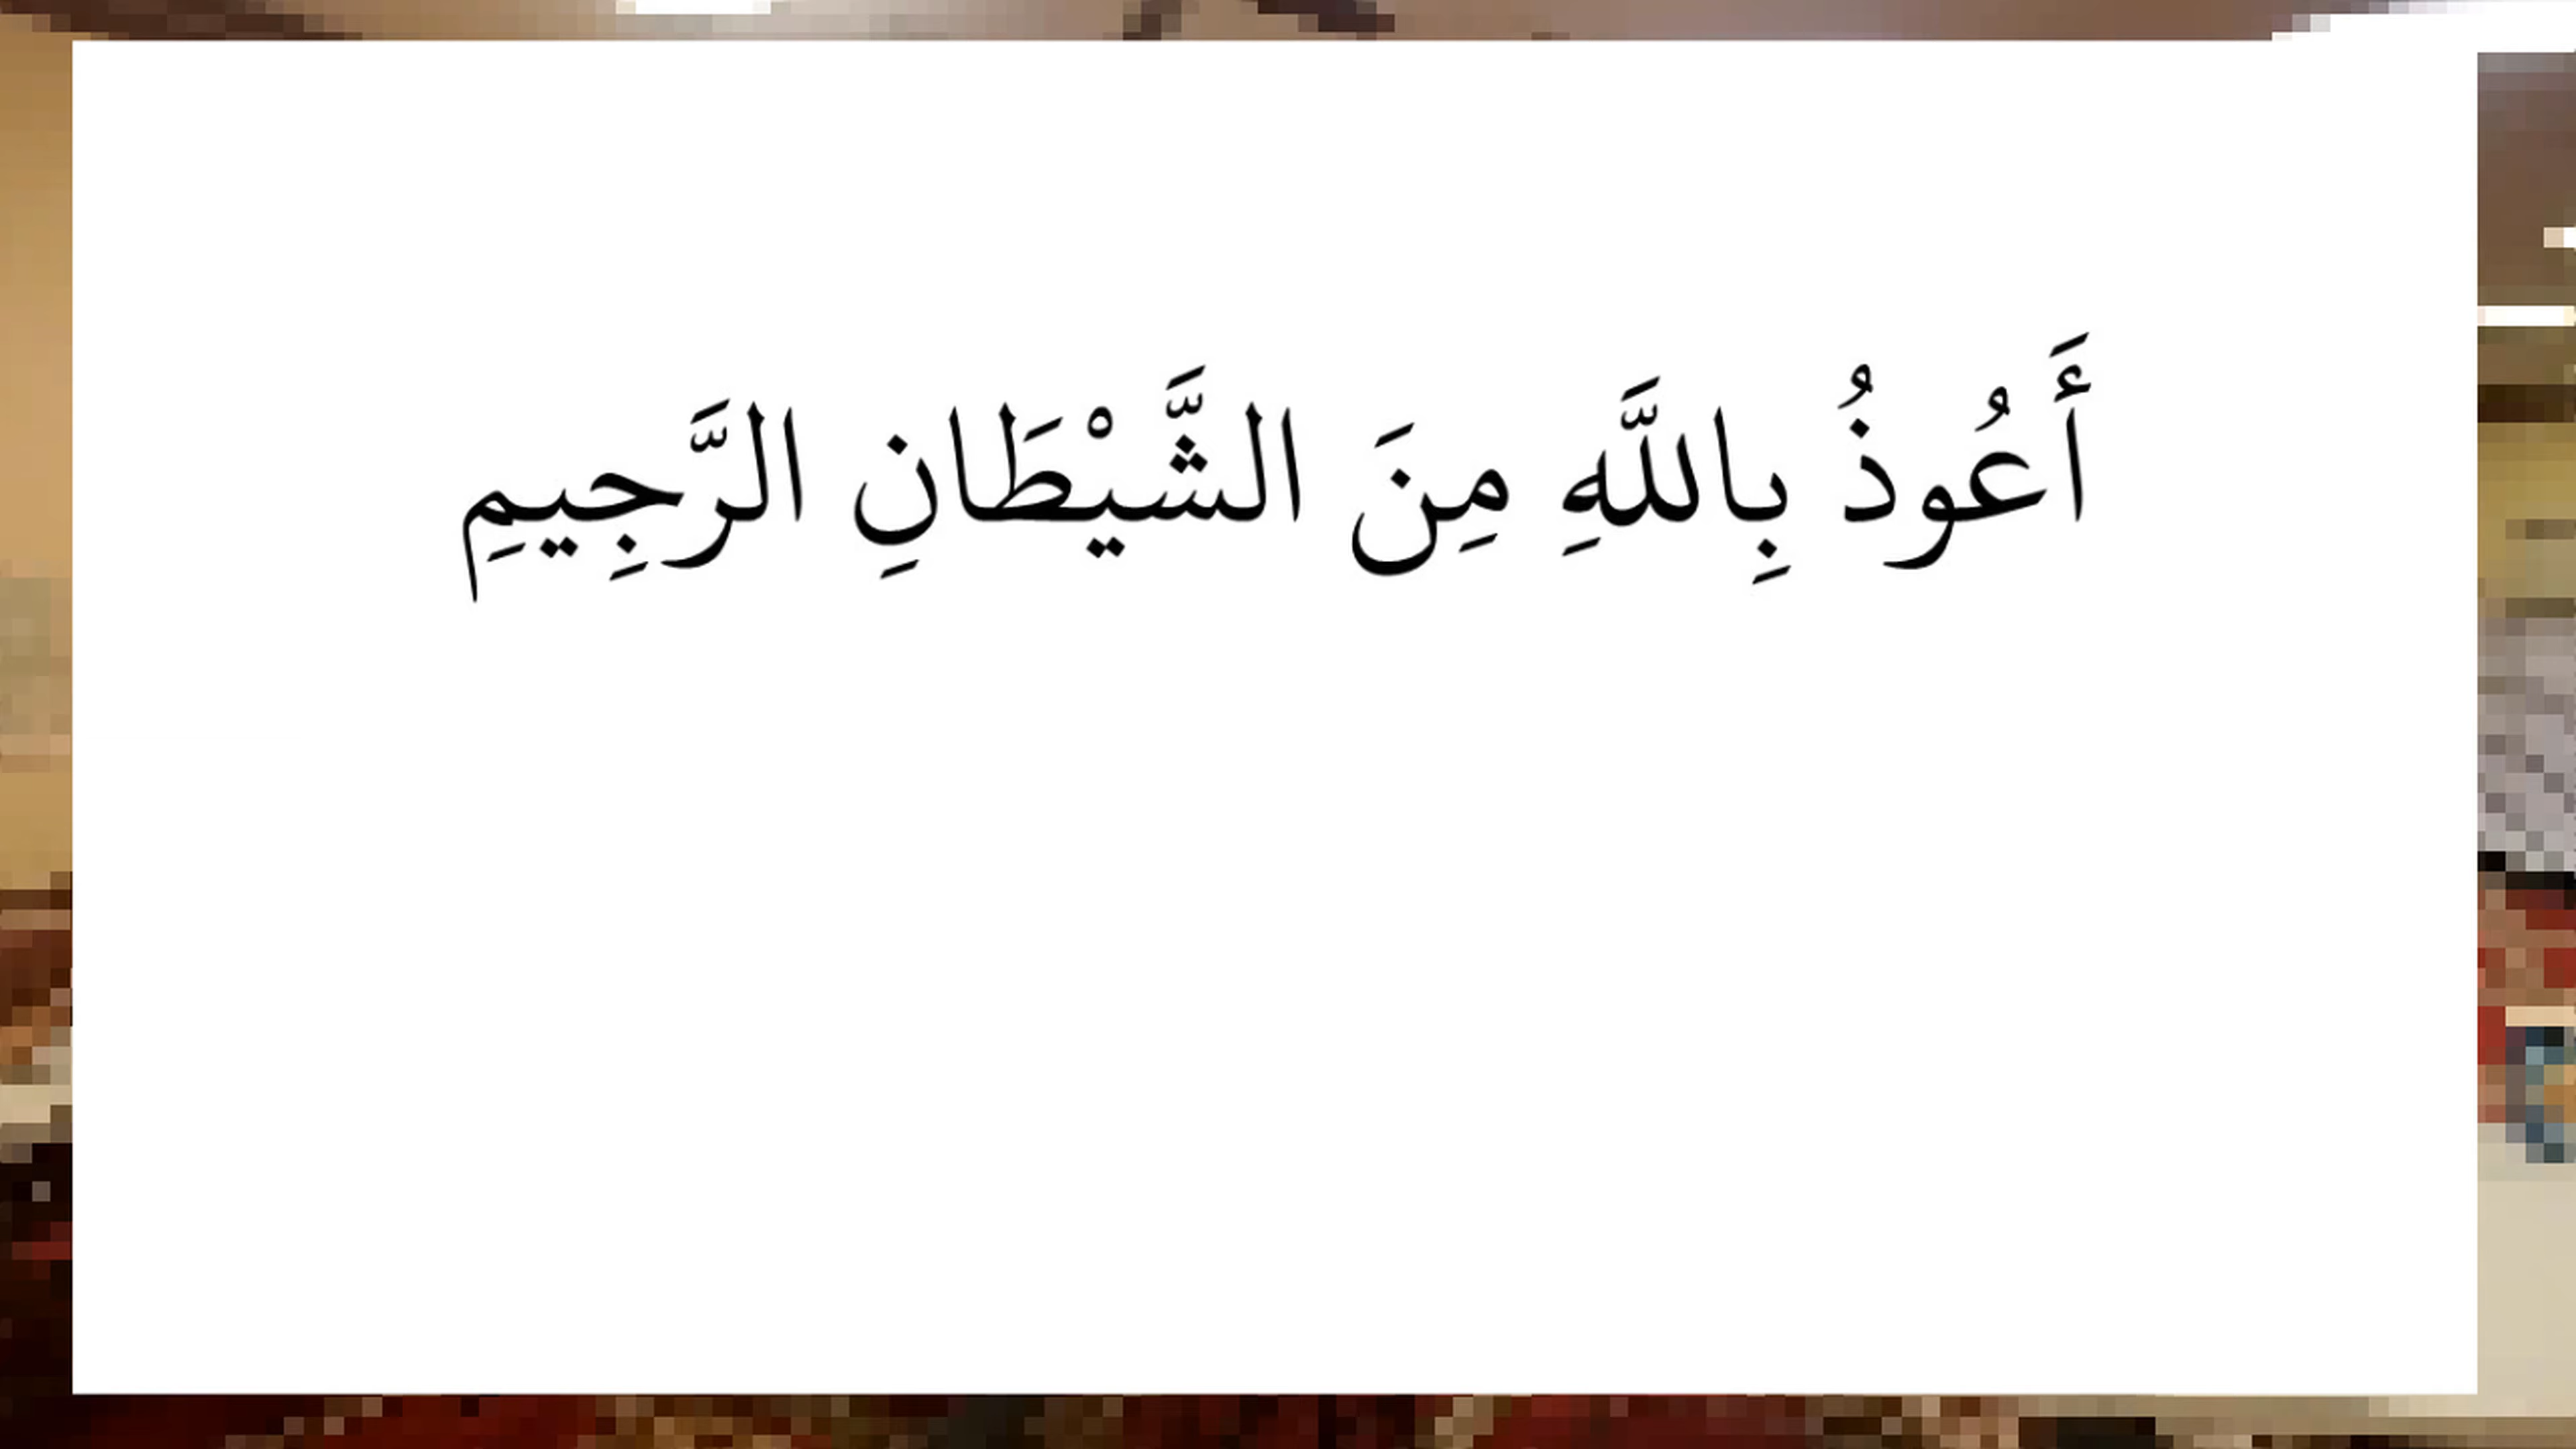 أَعُوذُ بِاللَّهِ مِنَ الشَّيْطَانِ الرَّجِيمِ